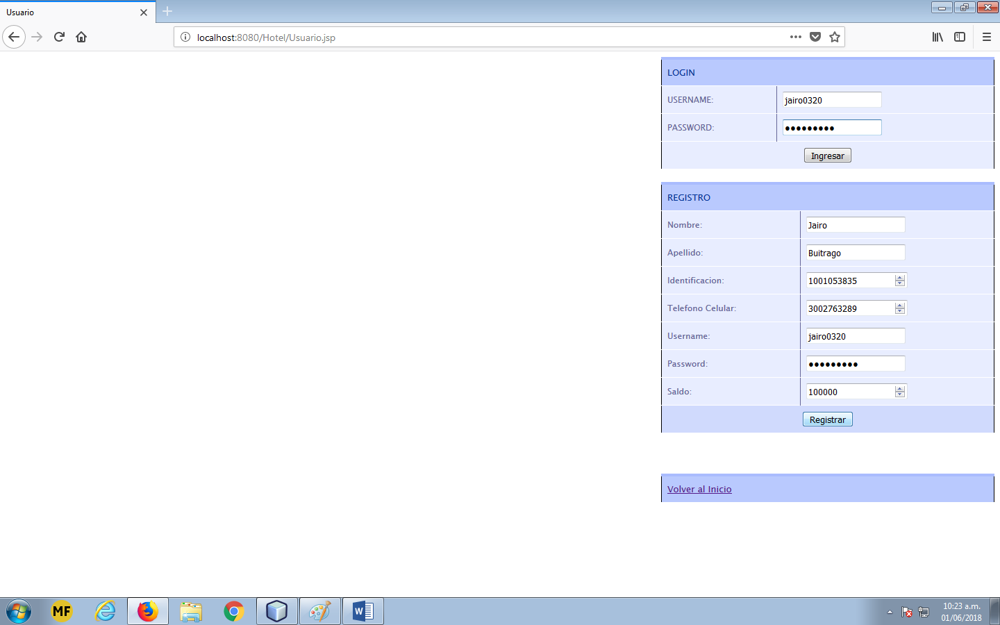 Usuario
localhost:8080/Hotel/Usuario.jsp
LOGIN
USERNAME: jairo0320
PASSWORD: ●●●●●●●●●
Ingresar
REGISTRO
Nombre: Jairo
Apellido: Buitrago
Identificacion: 1001053835
Telefono Celular: 3002763289
Username: jairo0320
Password: ●●●●●●●●●
Saldo: 100000
Registrar
Volver al Inicio
MF
W
10:23 a.m.
01/06/2018